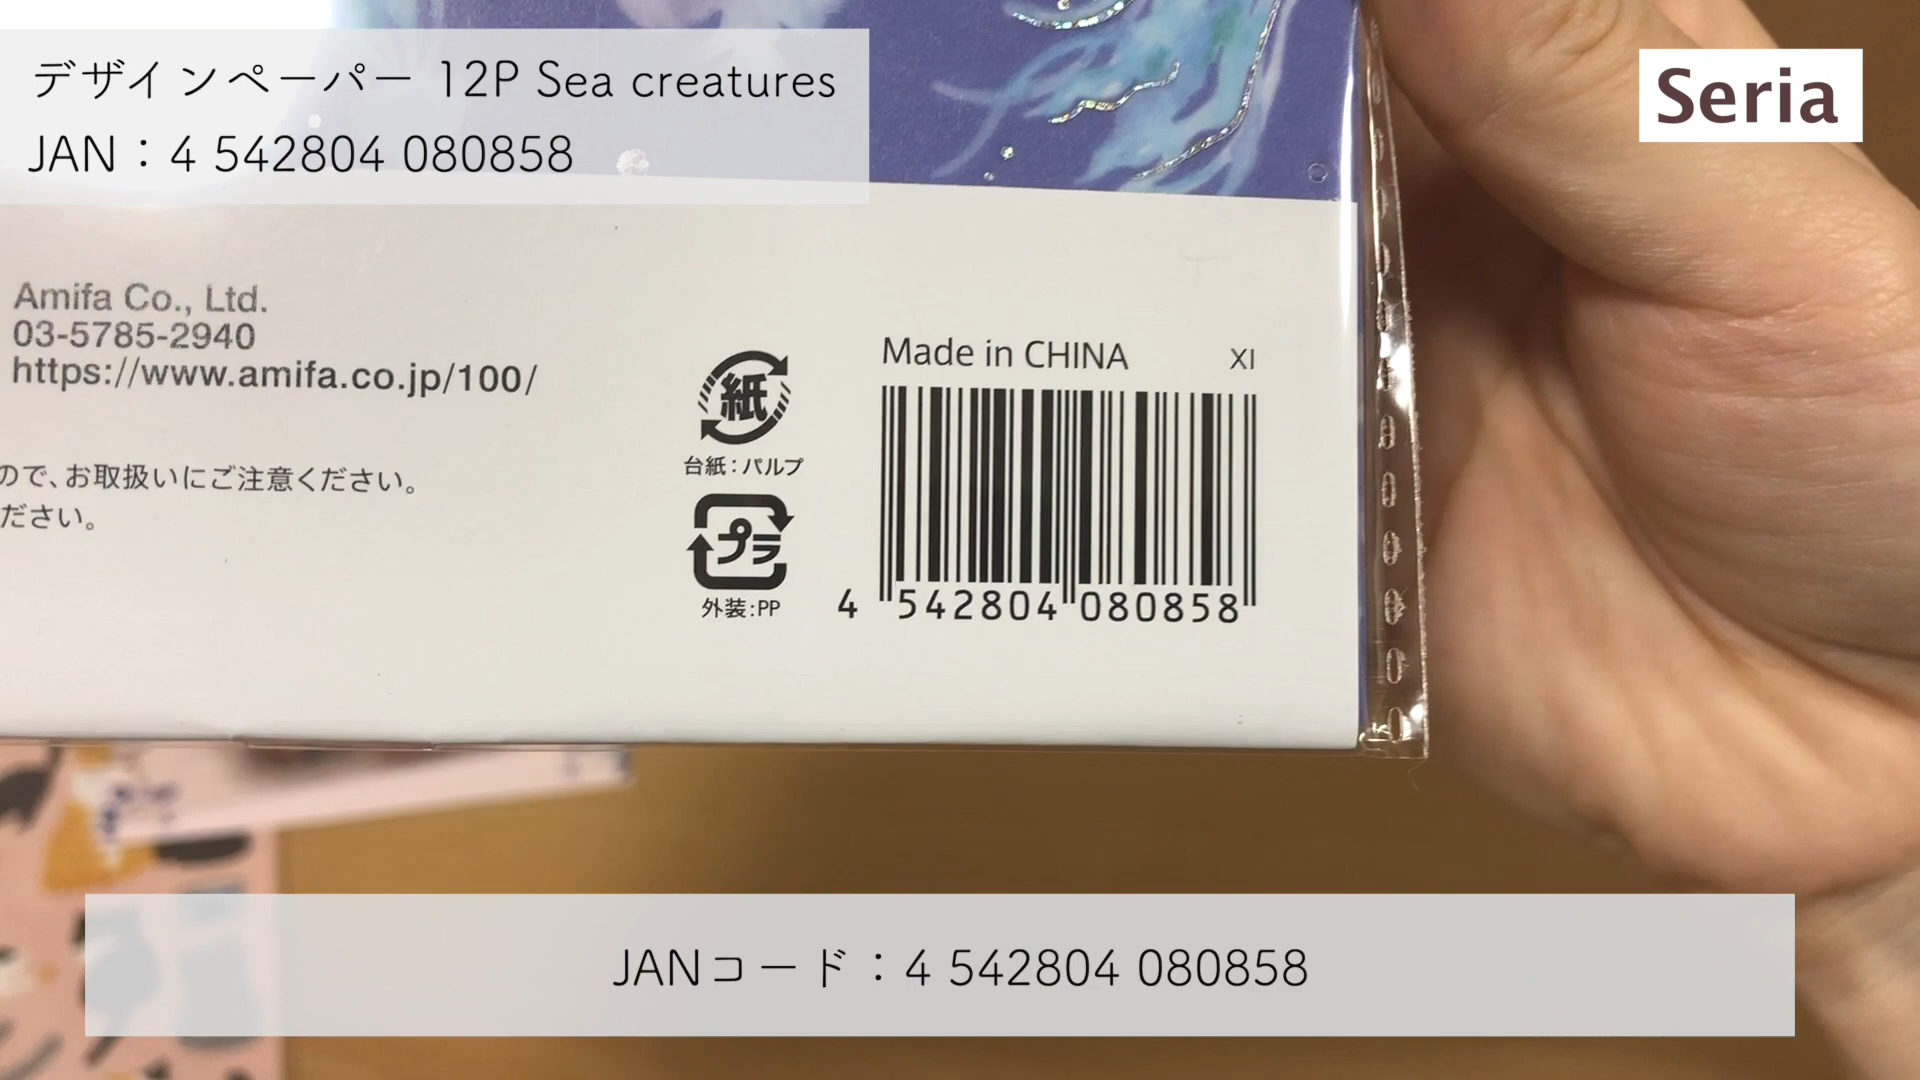 デザインペーパー 12P Sea creatures
JAN：4 542804 080858
Seria
Amifa Co., Ltd.
03-5785-2940
https://www.amifa.co.jp/100/
ので、お取扱いにご注意ください。
ださい。
紙
台紙：パルプ
プラ
外装：PP
Made in CHINA XI
4 542804 080858
JANコード：4 542804 080858